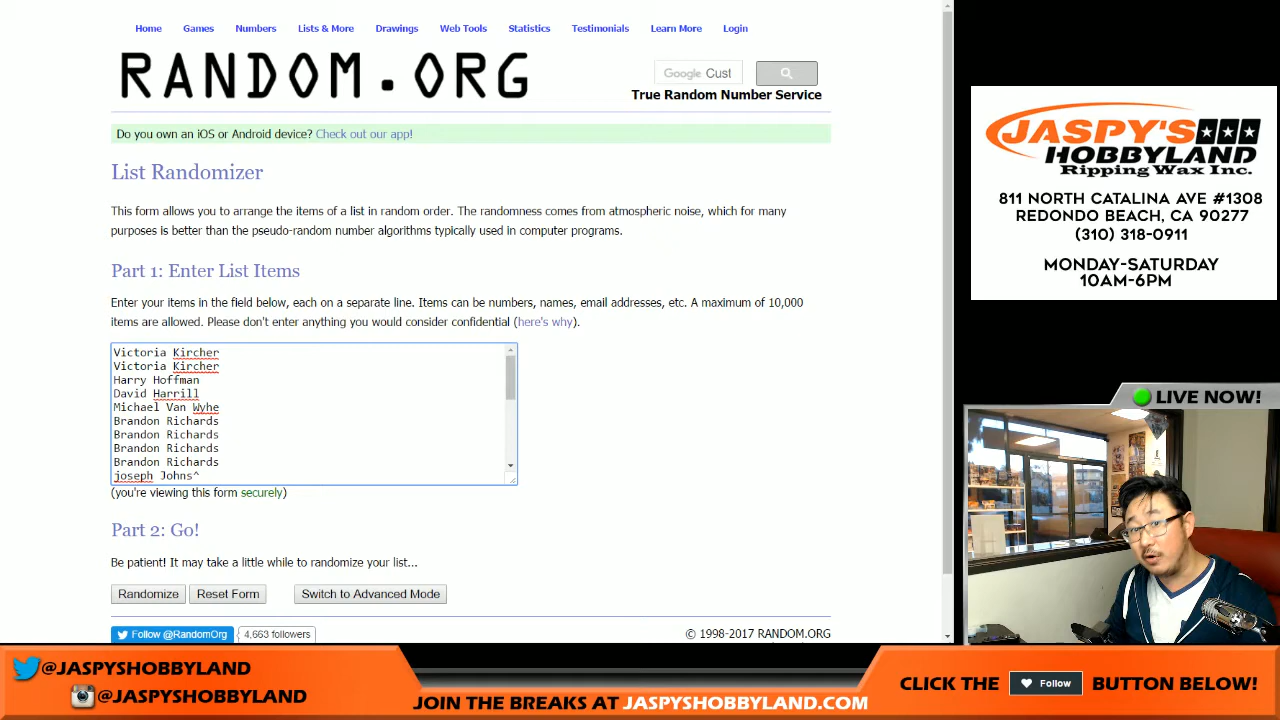 Home Games Numbers Lists & More Drawings Web Tools Statistics Testimonials Learn More Login
RANDOM.ORG
Google Cust
True Random Number Service
Do you own an iOS or Android device? Check out our app!
List Randomizer
This form allows you to arrange the items of a list in random order. The randomness comes from atmospheric noise, which for many
purposes is better than the pseudo-random number algorithms typically used in computer programs.
Part 1: Enter List Items
Enter your items in the field below, each on a separate line. Items can be numbers, names, email addresses, etc. A maximum of 10,000
items are allowed. Please don't enter anything you would consider confidential (here's why).
Victoria Kircher
Victoria Kircher
Harry Hoffman
David Harrill
Michael Van Wyhe
Brandon Richards
Brandon Richards
Brandon Richards
Brandon Richards
joseph Johns^
(you're viewing this form securely)
Part 2: Go!
Be patient! It may take a little while to randomize your list...
Randomize Reset Form Switch to Advanced Mode
Follow @RandomOrg 4,663 followers
© 1998-2017 RANDOM.ORG
JASPY'S
HOBBYLAND
Ripping Wax Inc.
811 NORTH CATALINA AVE #1308
REDONDO BEACH, CA 90277
(310) 318-0911
MONDAY-SATURDAY
10AM-6PM
LIVE NOW!
@JASPYSHOBBYLAND
@JASPYSHOBBYLAND
JOIN THE BREAKS AT JASPYSHOBBYLAND.COM
CLICK THE Follow BUTTON BELOW!